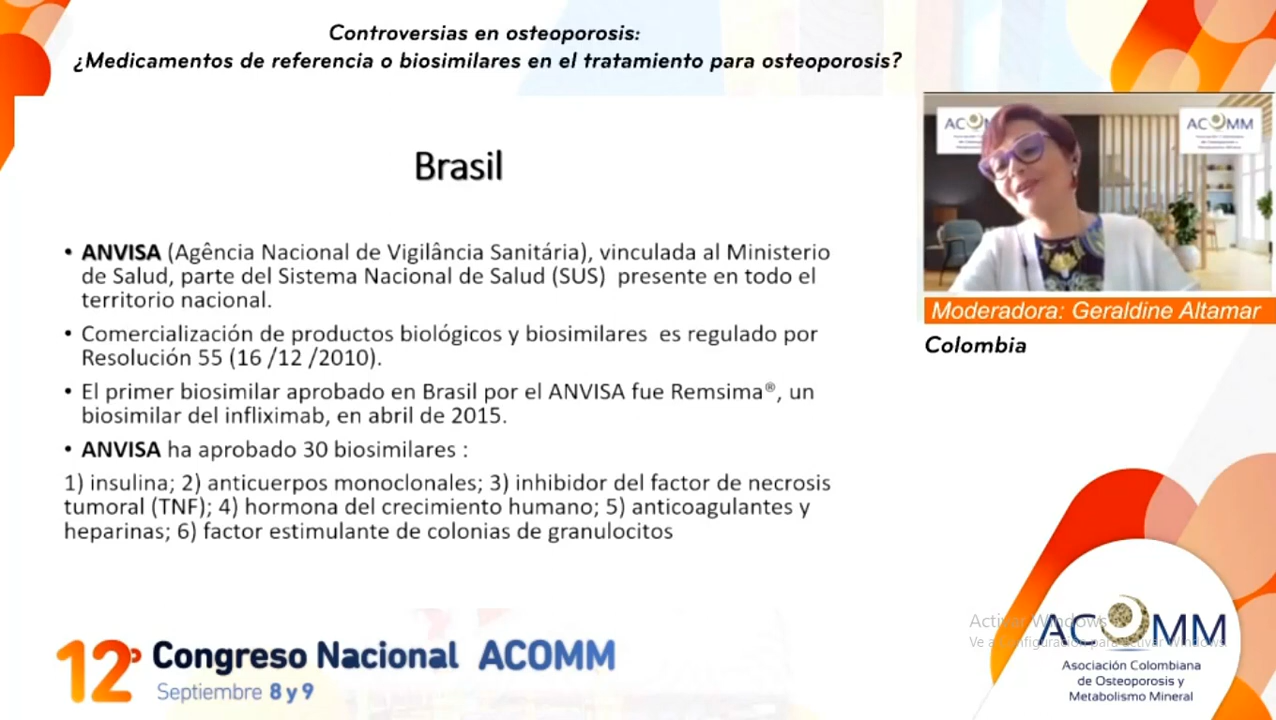 Controversias en osteoporosis:
¿Medicamentos de referencia o biosimilares en el tratamiento para osteoporosis?
Brasil
• ANVISA (Agência Nacional de Vigilância Sanitária), vinculada al Ministerio
de Salud, parte del Sistema Nacional de Salud (SUS) presente en todo el
territorio nacional.
• Comercialización de productos biológicos y biosimilares es regulado por
Resolución 55 (16 /12 /2010).
• El primer biosimilar aprobado en Brasil por el ANVISA fue Remsima®, un
biosimilar del infliximab, en abril de 2015.
• ANVISA ha aprobado 30 biosimilares :
1) insulina; 2) anticuerpos monoclonales; 3) inhibidor del factor de necrosis
tumoral (TNF); 4) hormona del crecimiento humano; 5) anticoagulantes y
heparinas; 6) factor estimulante de colonias de granulocitos
ACOMM
Moderadora: Geraldine Altamar
Colombia
12º Congreso Nacional ACOMM
Septiembre 8 y 9
Activar Windows
Ve a Configuración para activar Windows.
ACOMM
Asociación Colombiana
de Osteoporosis y
Metabolismo Mineral